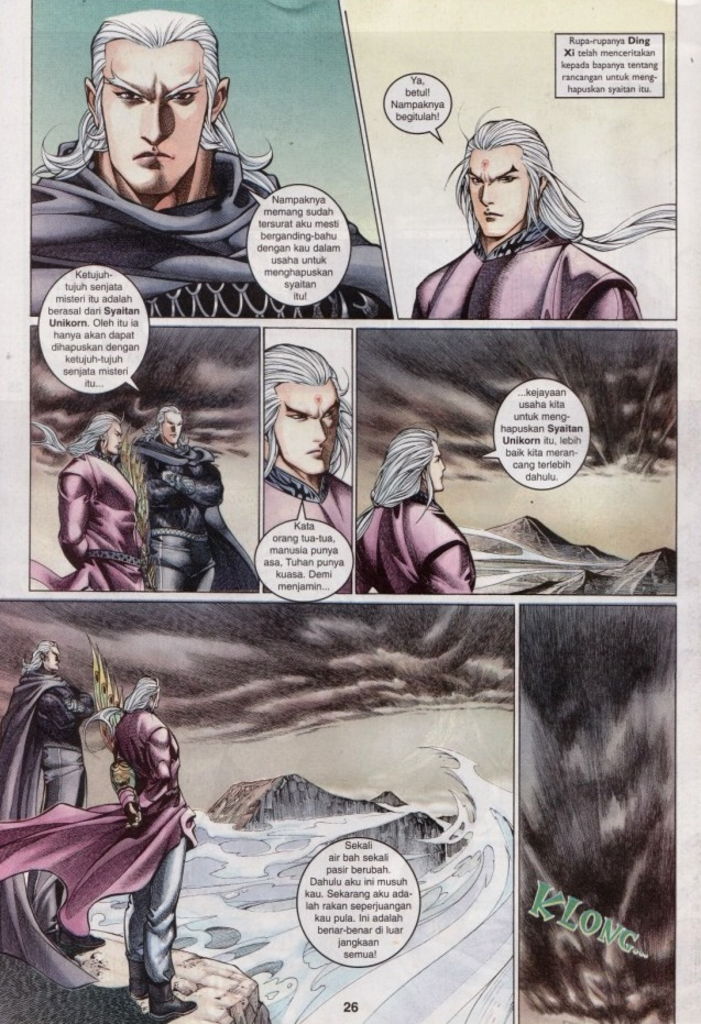 Rupa-rupanya Ding
Xi telah menceritakan
kepada bapanya tentang
rancangan untuk meng-
hapuskan syaitan itu.
Nampaknya
memang sudah
tersurat aku mesti
berganding-bahu
dengan kau dalam
usaha untuk
menghapuskan
syaitan
itu!
Ya,
betul!
Nampaknya
begitulah!
Ketujuh-
tujuh senjata
misteri itu adalah
berasal dari Syaitan
Unikorn. Oleh itu ia
hanya akan dapat
dihapuskan dengan
ketujuh-tujuh
senjata misteri
itu...
Kata
orang tua-tua,
manusia punya
asa, Tuhan punya
kuasa. Demi
menjamin...
...kejayaan
usaha kita
untuk meng-
hapuskan Syaitan
Unikorn itu, lebih
baik kita meran-
cang terlebih
dahulu.
Sekali
air bah sekali
pasir berubah.
Dahulu aku ini musuh
kau. Sekarang aku ada-
lah rakan seperjuangan
kau pula. Ini adalah
benar-benar di luar
jangkaan
semua!
KLONG...
26